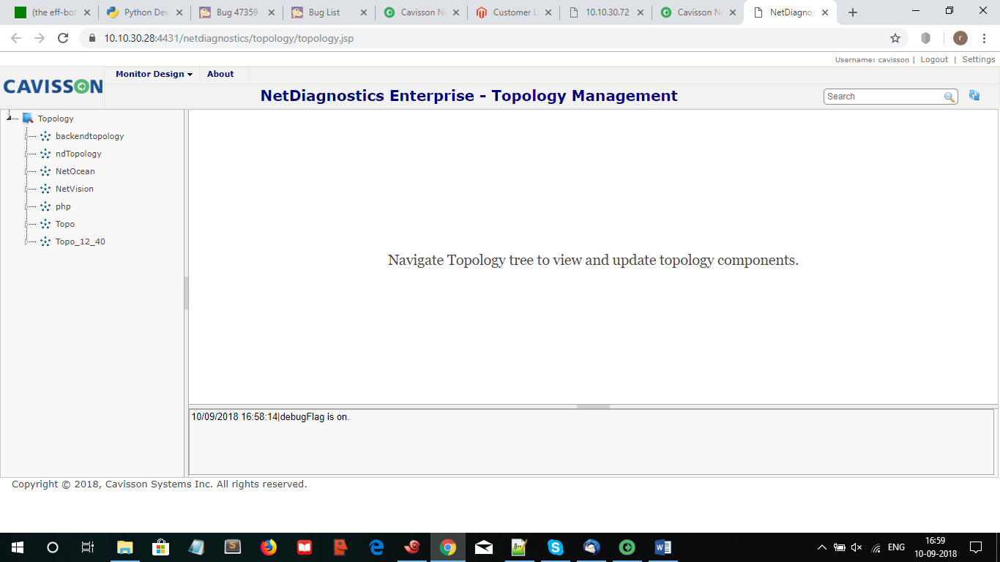 (the eff-bot
Python Dev
Bug 47359
Bug List
Cavisson Ne
Customer L
10.10.30.72
Cavisson Ne
NetDiagnos
10.10.30.28:4431/netdiagnostics/topology/topology.jsp
r
Username: cavisson | Logout | Settings
CAVISSON
Monitor Design
About
NetDiagnostics Enterprise - Topology Management
Search
Topology
backendtopology
ndTopology
NetOcean
NetVision
php
Topo
Topo_12_40
Navigate Topology tree to view and update topology components.
10/09/2018 16:58:14|debugFlag is on.
Copyright © 2018, Cavisson Systems Inc. All rights reserved.
ENG
16:59
10-09-2018